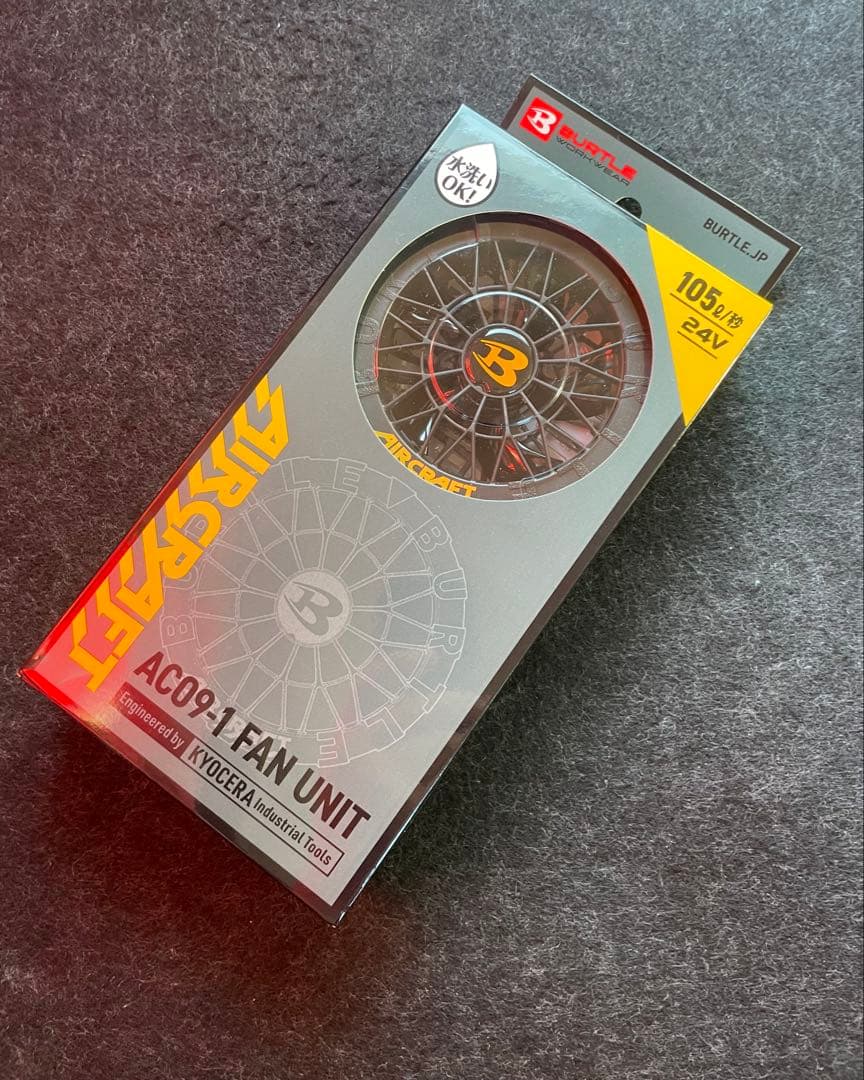 BURTLE
WORKWEAR
BURTLE.JP
水洗い
OK!
105ℓ/秒
24V
B
AIRCRAFT
AIRCRAFT
BURTLE
B
AC09-1 FAN UNIT
Engineered by KYOCERA Industrial Tools